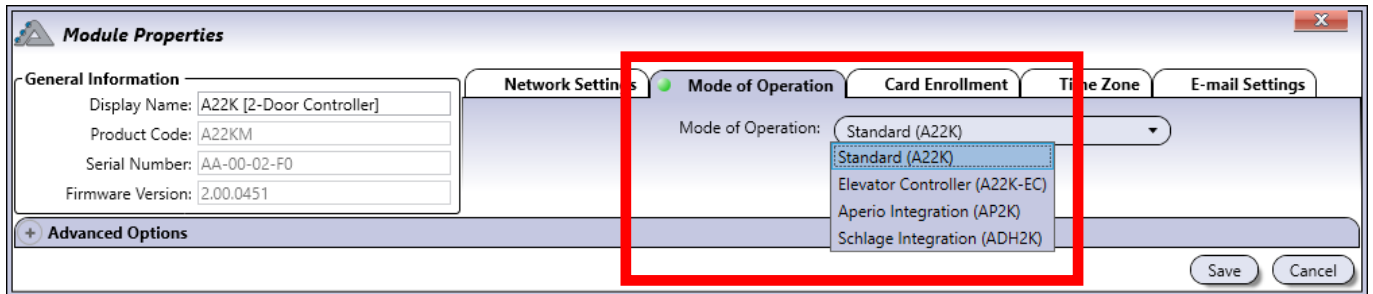 X
Module Properties
General Information
Display Name: A22K [2-Door Controller]
Product Code: A22KM
Serial Number: AA-00-02-F0
Firmware Version: 2.00.0451
Network Settings Mode of Operation Card Enrollment Time Zone E-mail Settings
Mode of Operation: Standard (A22K)
Standard (A22K)
Elevator Controller (A22K-EC)
Aperio Integration (AP2K)
Schlage Integration (ADH2K)
+ Advanced Options
Save Cancel